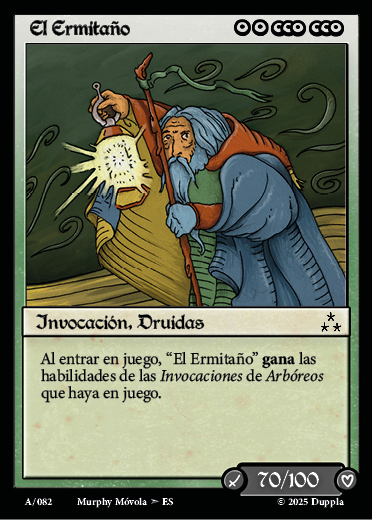 El Ermitaño
Invocación, Druidas
Al entrar en juego, “El Ermitaño” gana las
habilidades de las Invocaciones de Arbóreos
que haya en juego.
70/100
A/082 Murphy Móvola ➣ ES © 2025 Duppla